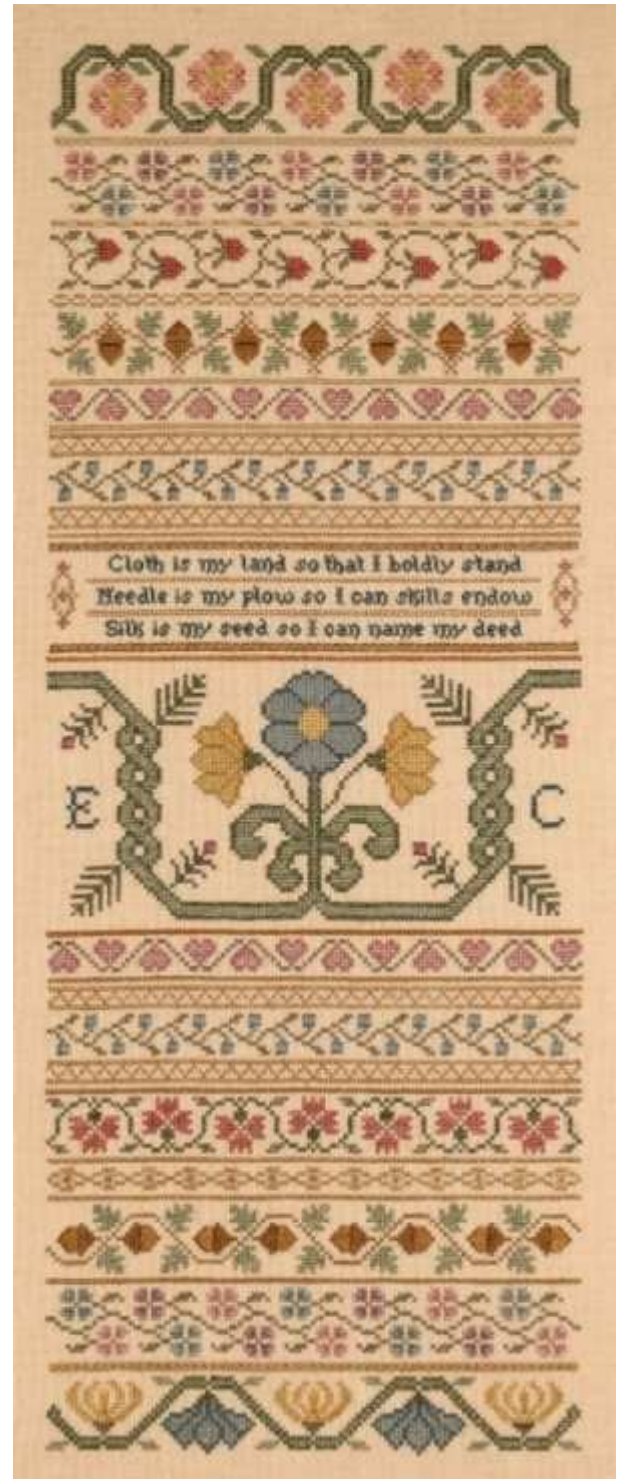 Cloth is my land so that I boldly stand
Needle is my plow so I can skills endow
Silk is my seed so I can name my deed
E C